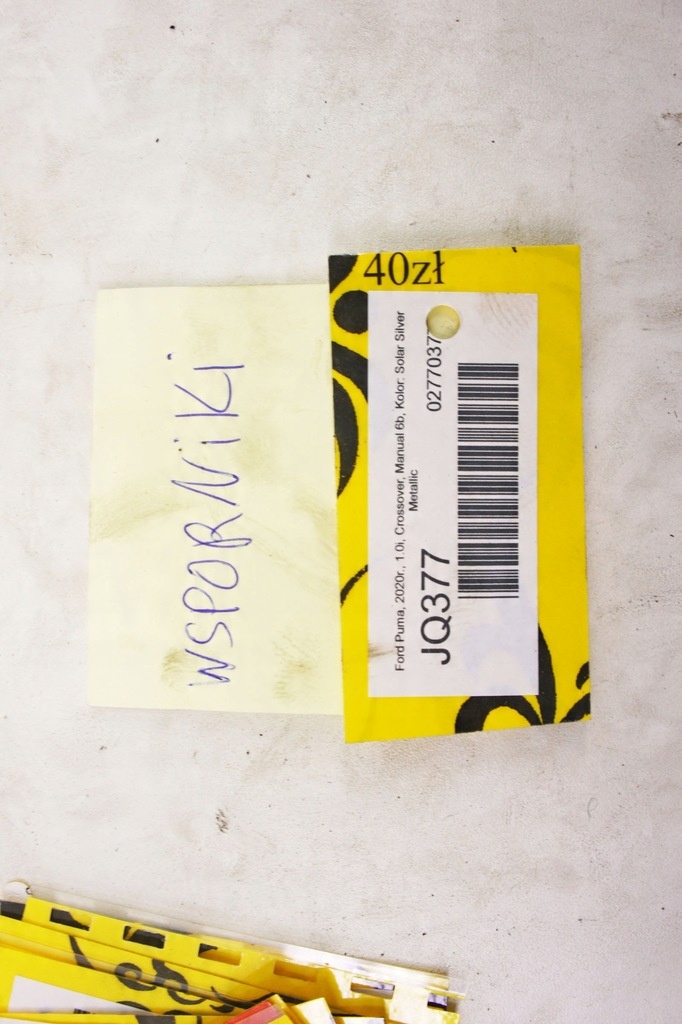 WSPORNiKi
40zł
Ford Puma, 2020r., 1.0i, Crossover, Manual 6b, Kolor: Solar Silver
Metallic
JQ377
0277037